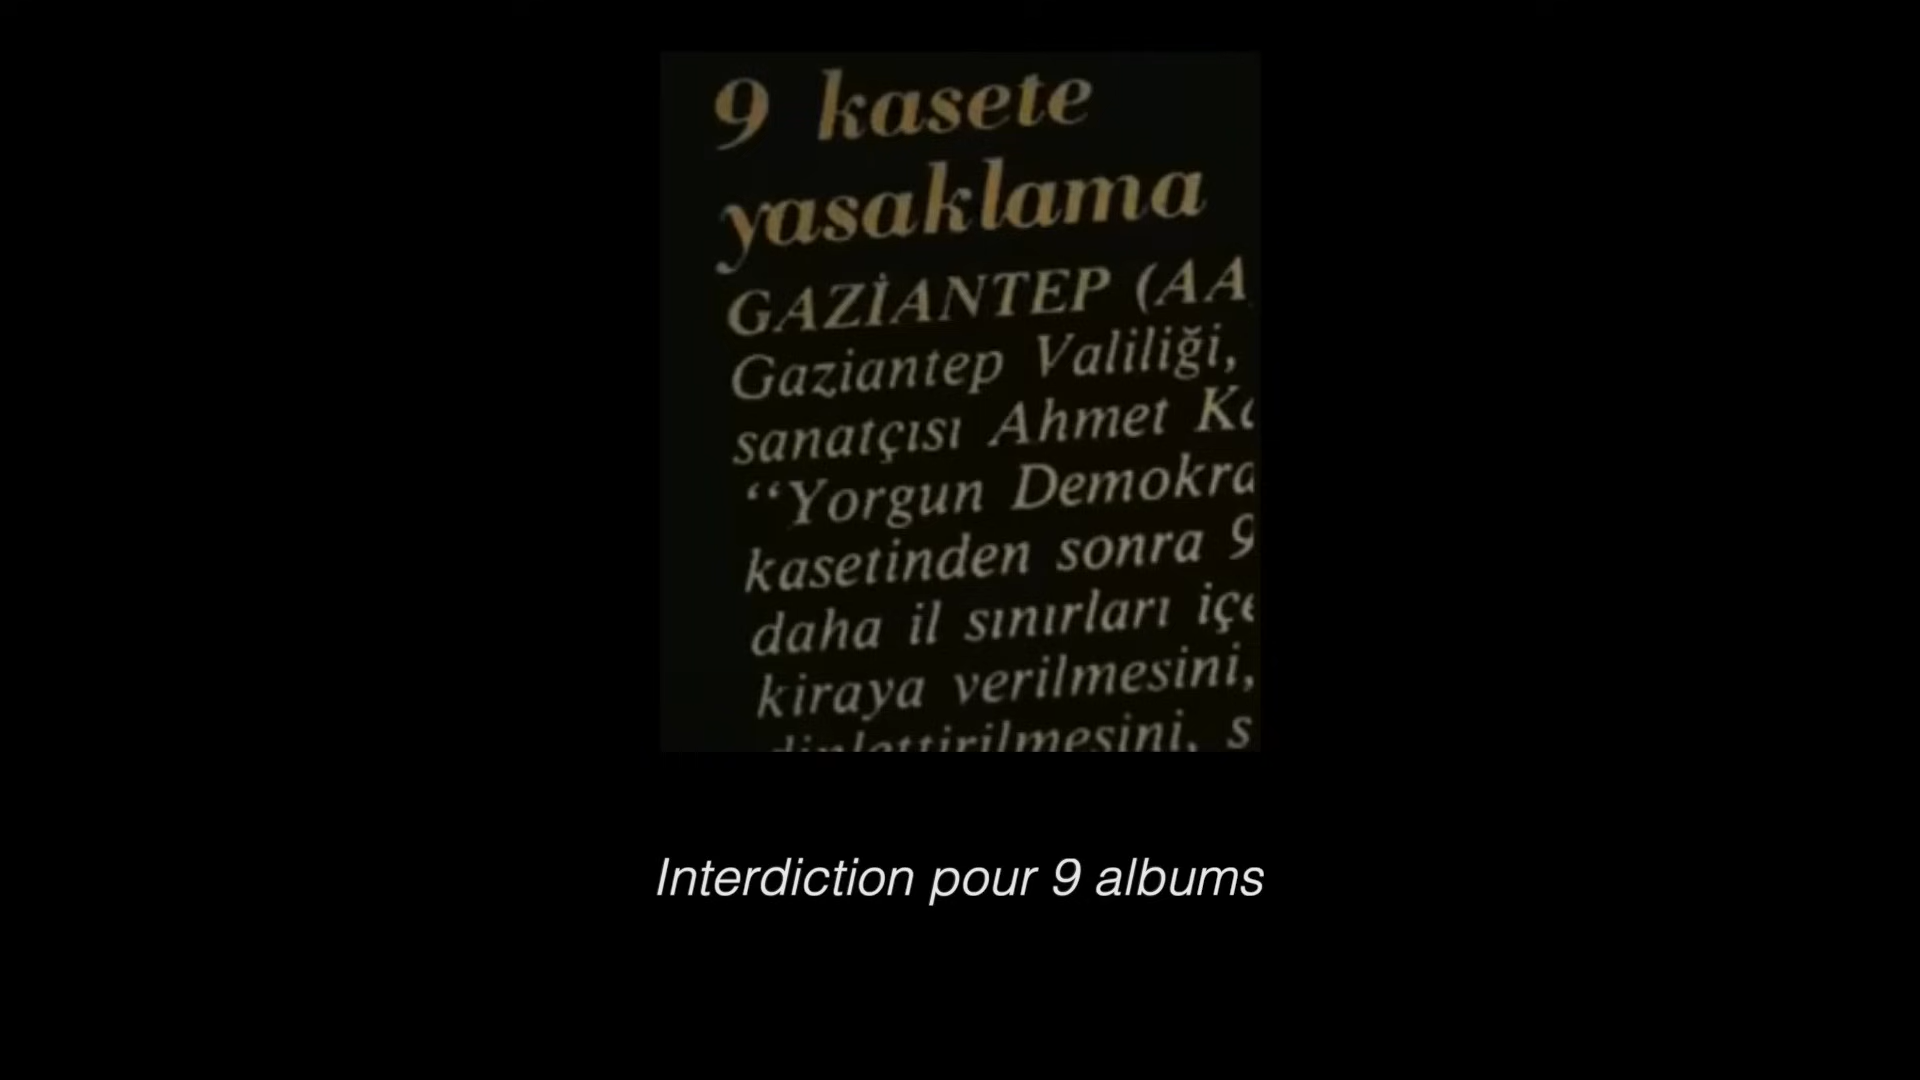 9 kasete
yasaklama
GAZİANTEP (AA
Gaziantep Valiliği,
sanatçısı Ahmet
“Yorgun
kasetinden sonra 9
daha il sınırları
kiraya verilmesini,
Interdiction pour 9 albums